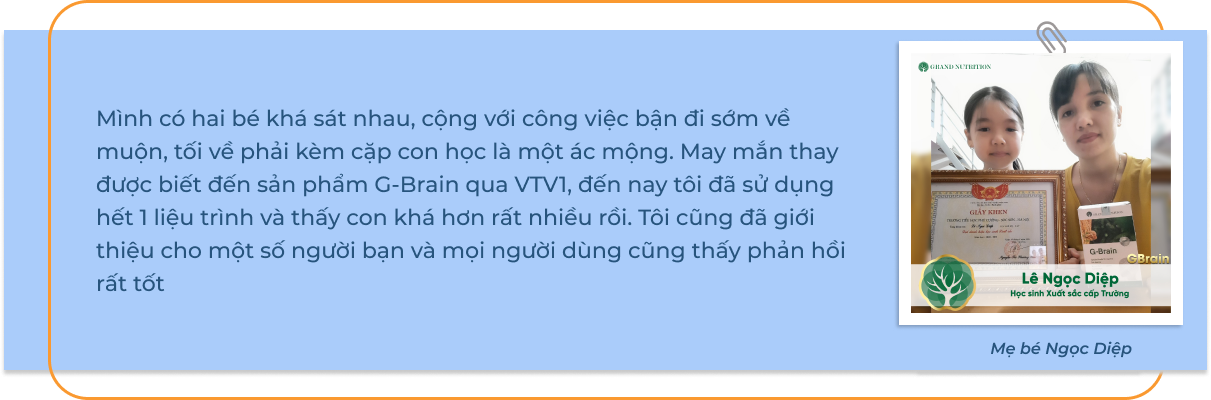 Mình có hai bé khá sát nhau, cộng với công việc bận đi sớm về
muộn, tối về phải kèm cặp con học là một ác mộng. May mắn thay
được biết đến sản phẩm G-Brain qua VTV1, đến nay tôi đã sử dụng
hết 1 liệu trình và thấy con khá hơn rất nhiều rồi. Tôi cũng đã giới
thiệu cho một số người bạn và mọi người dùng cũng thấy phản hồi
rất tốt
GRAND NUTRITION
GIẤY KHEN
G-Brain
GBrain
Lê Ngọc Diệp
Học sinh Xuất sắc cấp Trường
Mẹ bé Ngọc Diệp